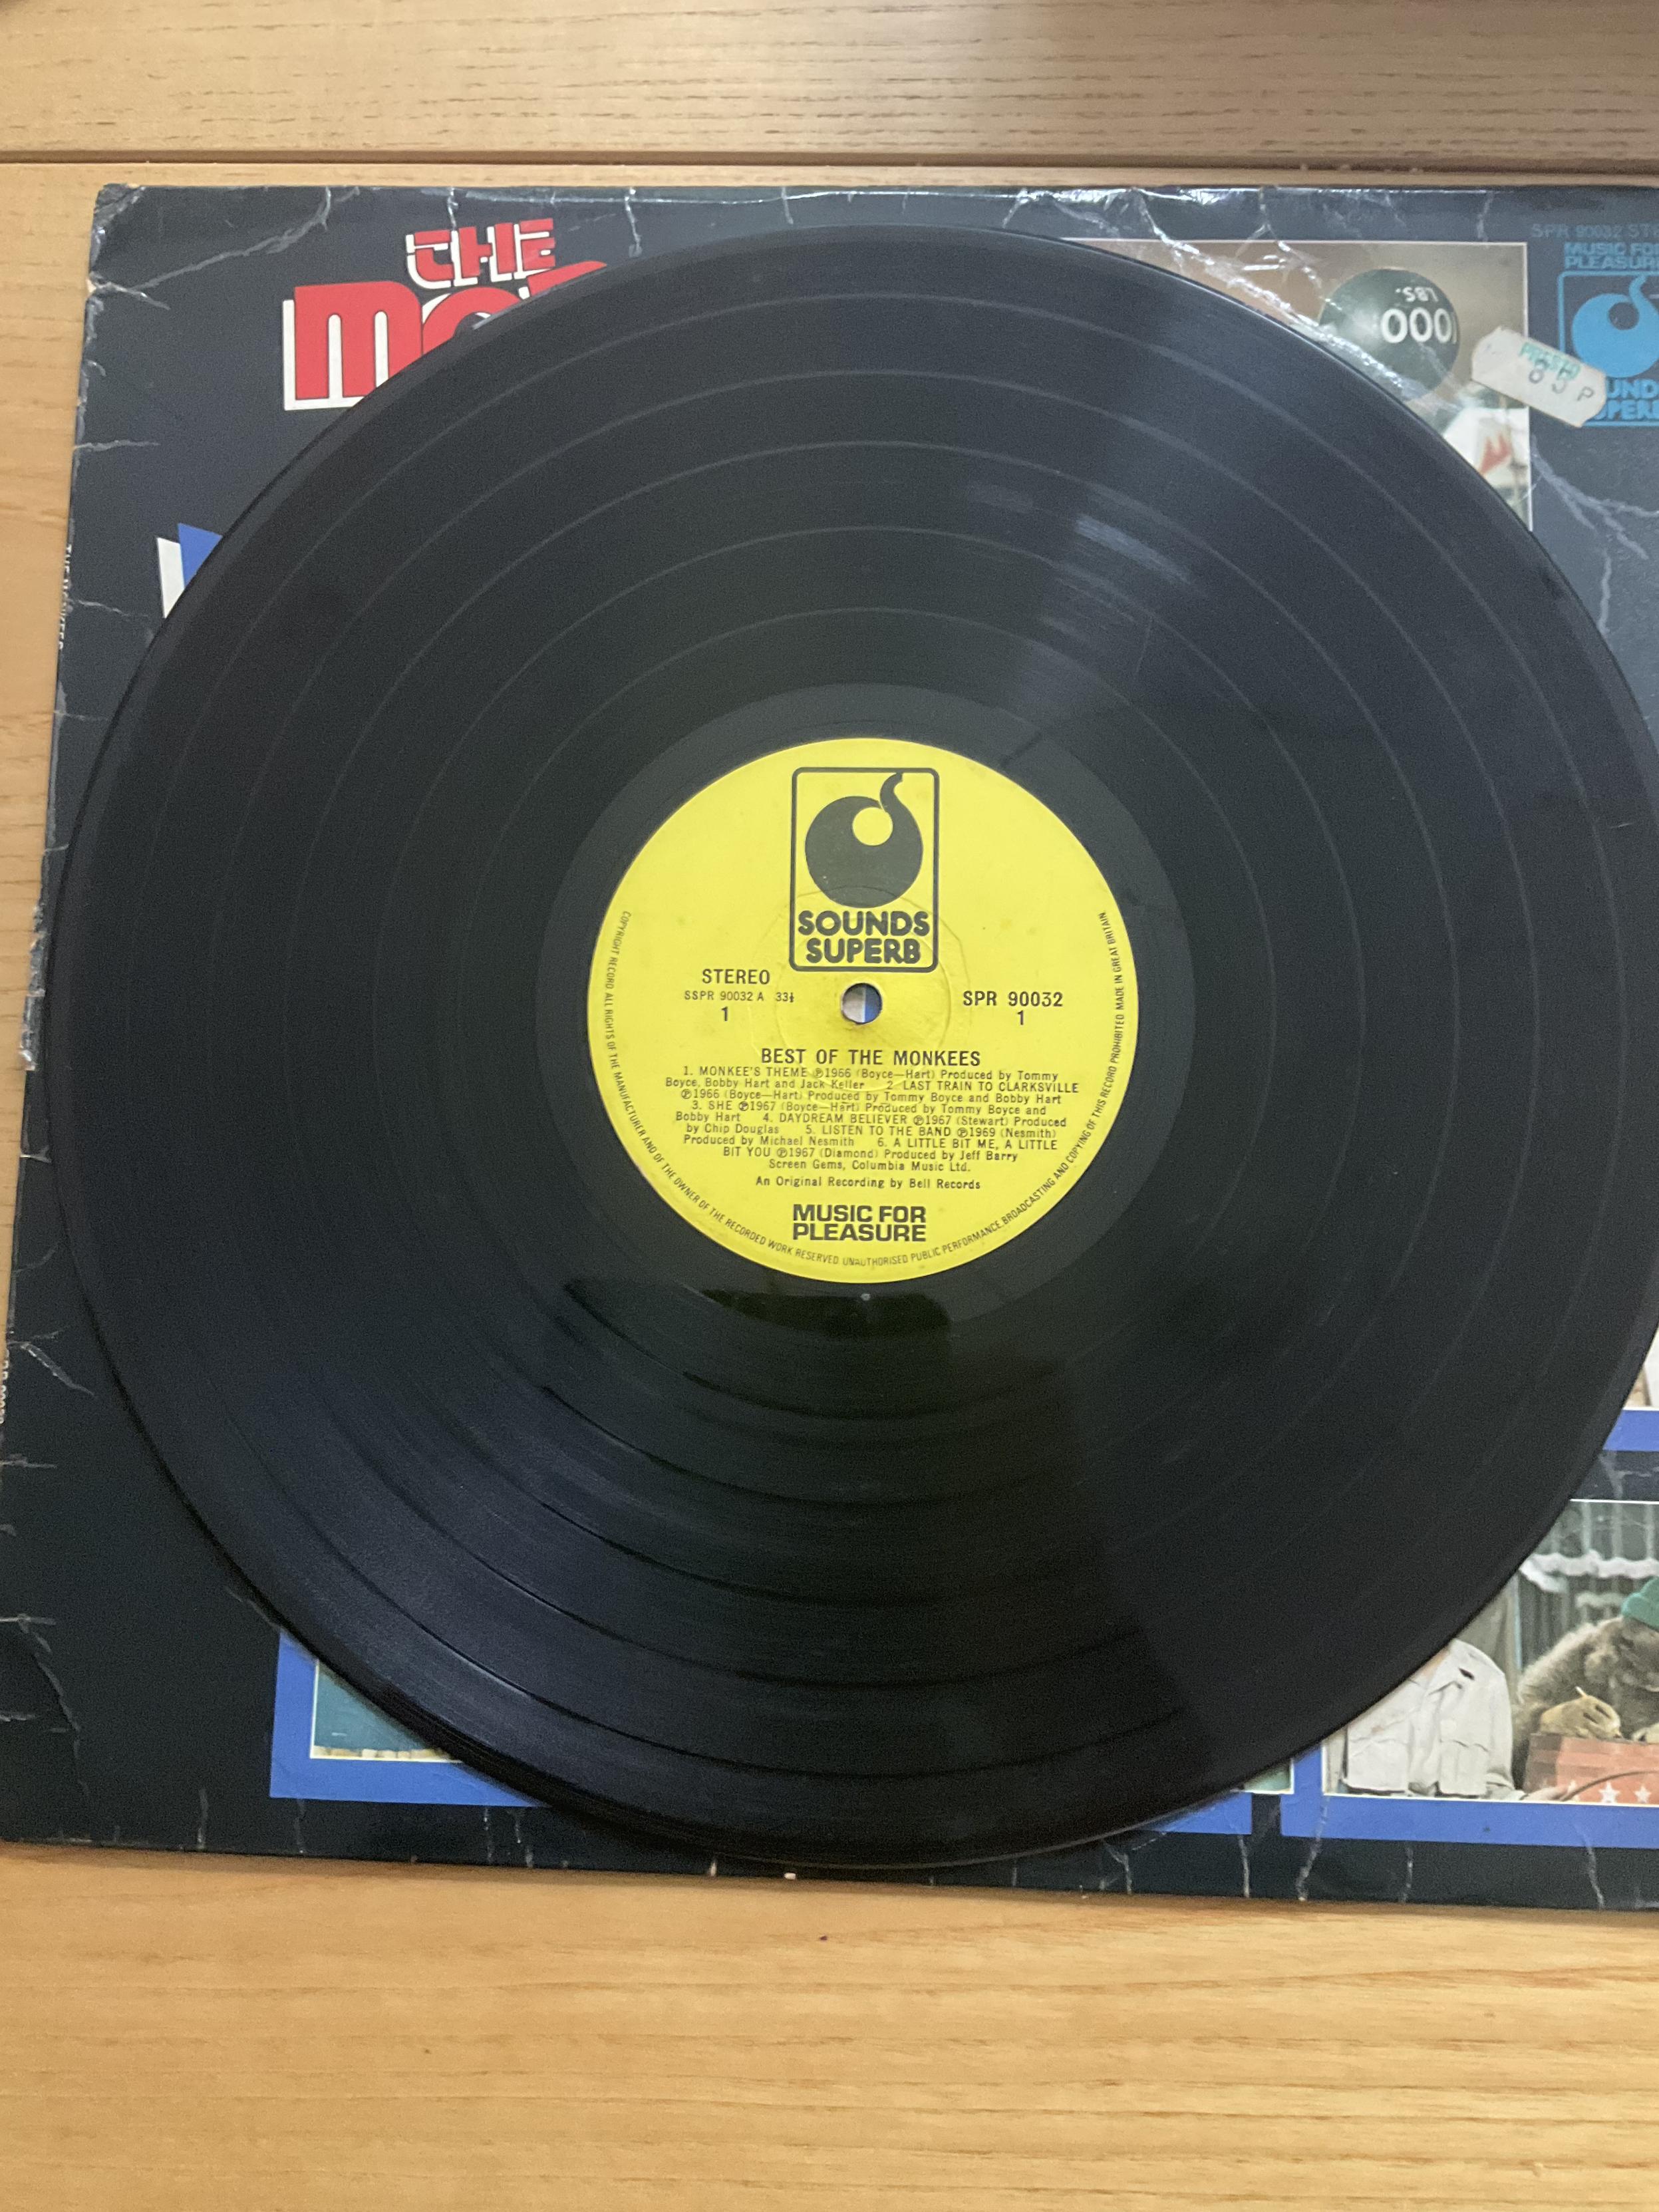 THE
SPR 90032
MUSIC FOR
PLEASURE
LBS.
1000
85 P
SOUNDS
SUPERB
STEREO
SSPR 90032 A 33⅓
1
SPR 90032
1
BEST OF THE MONKEES
1. MONKEE'S THEME ℗1966 (Boyce—Hart) Produced by Tommy
Boyce, Bobby Hart and Jack Keller 2. LAST TRAIN TO CLARKSVILLE
℗1966 (Boyce—Hart) Produced by Tommy Boyce and Bobby Hart
3. SHE ℗1967 (Boyce—Hart) Produced by Tommy Boyce and
Bobby Hart 4. DAYDREAM BELIEVER ℗1967 (Stewart) Produced
by Chip Douglas 5. LISTEN TO THE BAND ℗1969 (Nesmith)
Produced by Michael Nesmith 6. A LITTLE BIT ME, A LITTLE
BIT YOU ℗1967 (Diamond) Produced by Jeff Barry
Screen Gems, Columbia Music Ltd.
An Original Recording by Bell Records
MUSIC FOR
PLEASURE
COPYRIGHT RECORD ALL RIGHTS OF THE MANUFACTURER AND OF THE OWNER OF THE RECORDED WORK RESERVED. UNAUTHORISED PUBLIC PERFORMANCE, BROADCASTING AND COPYING OF THIS RECORD PROHIBITED MADE IN GREAT BRITAIN